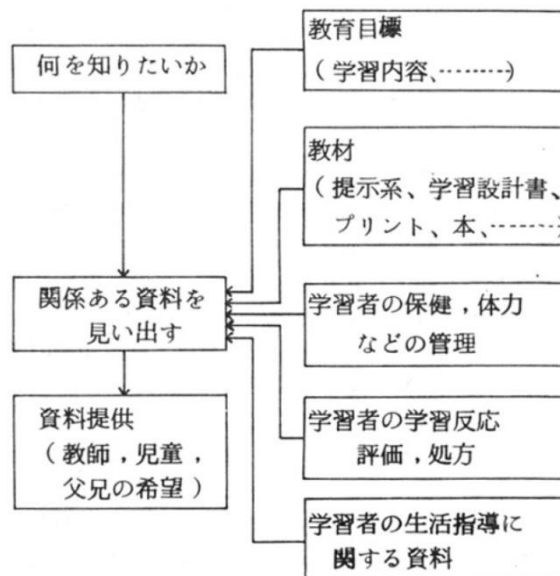 何を知りたいか
関係ある資料を
見い出す
資料提供
(教師,児童,
父兄の希望)
教育目標
(学習内容、………)
教材
(提示系、学習設計書、
プリント、本、………)
学習者の保健,体力
などの管理
学習者の学習反応
評価,処方
学習者の生活指導に
関する資料